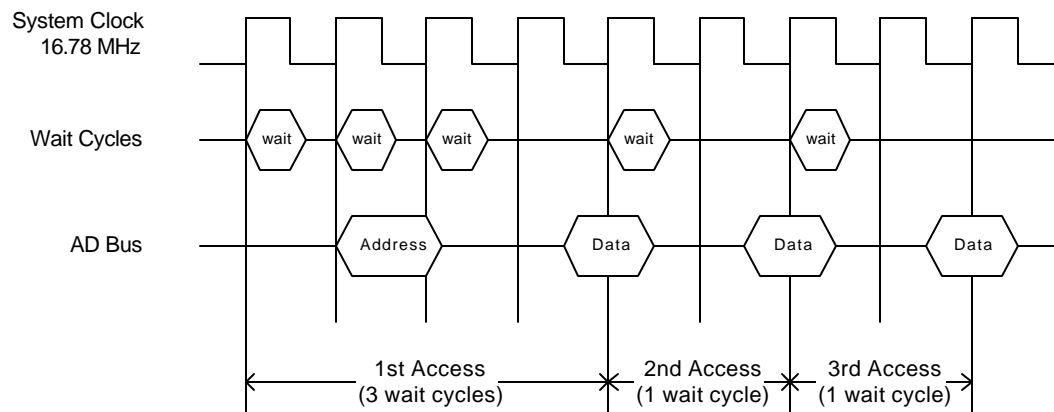 System Clock
16.78 MHz
Wait Cycles
wait wait wait wait wait
AD Bus
Address Data Data Data
1st Access
(3 wait cycles)
2nd Access
(1 wait cycle)
3rd Access
(1 wait cycle)